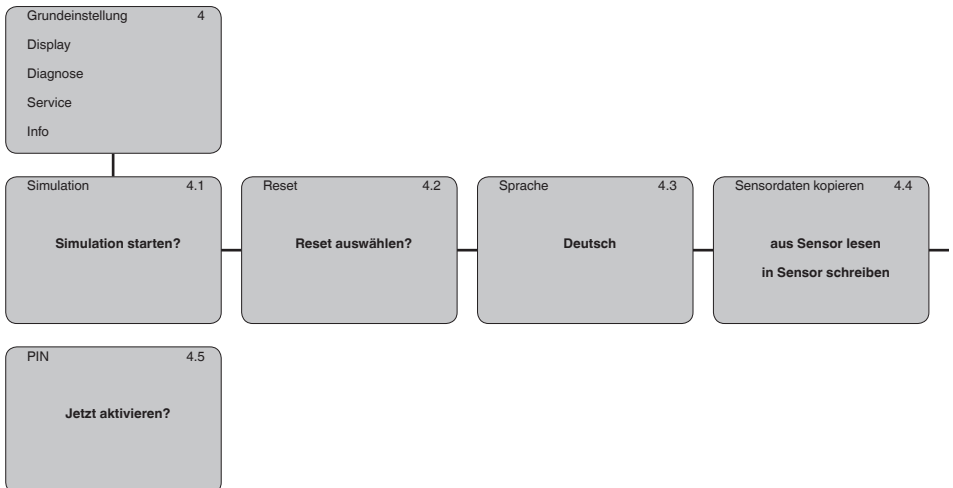 Grundeinstellung 4
Display
Diagnose
Service
Info
Simulation 4.1
Simulation starten?
Reset 4.2
Reset auswählen?
Sprache 4.3
Deutsch
Sensordaten kopieren 4.4
aus Sensor lesen
in Sensor schreiben
PIN 4.5
Jetzt aktivieren?